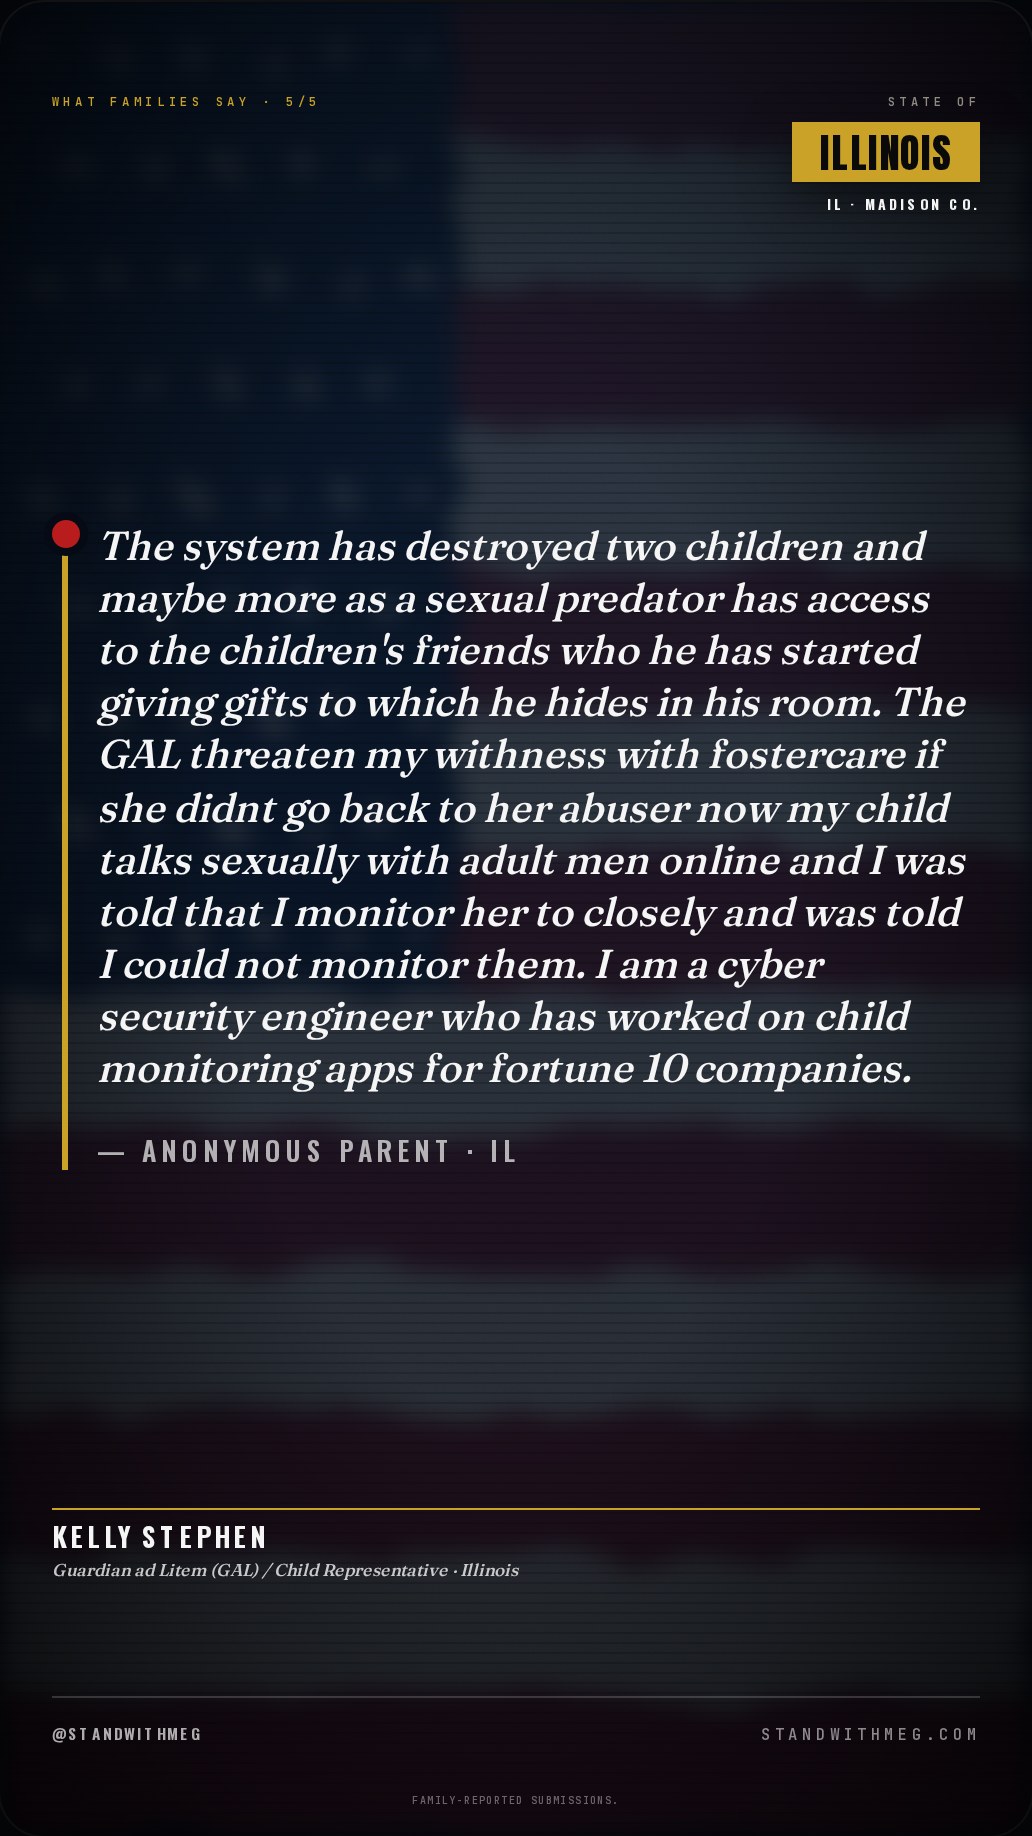 WHAT FAMILIES SAY · 5/5
STATE OF
ILLINOIS
IL · MADISON CO.
The system has destroyed two children and
maybe more as a sexual predator has access
to the children's friends who he has started
giving gifts to which he hides in his room. The
GAL threaten my withness with fostercare if
she didnt go back to her abuser now my child
talks sexually with adult men online and I was
told that I monitor her to closely and was told
I could not monitor them. I am a cyber
security engineer who has worked on child
monitoring apps for fortune 10 companies.
— ANONYMOUS PARENT · IL
KELLY STEPHEN
Guardian ad Litem (GAL) / Child Representative · Illinois
@STANDWITHMEG
STANDWITHMEG.COM
FAMILY-REPORTED SUBMISSIONS.